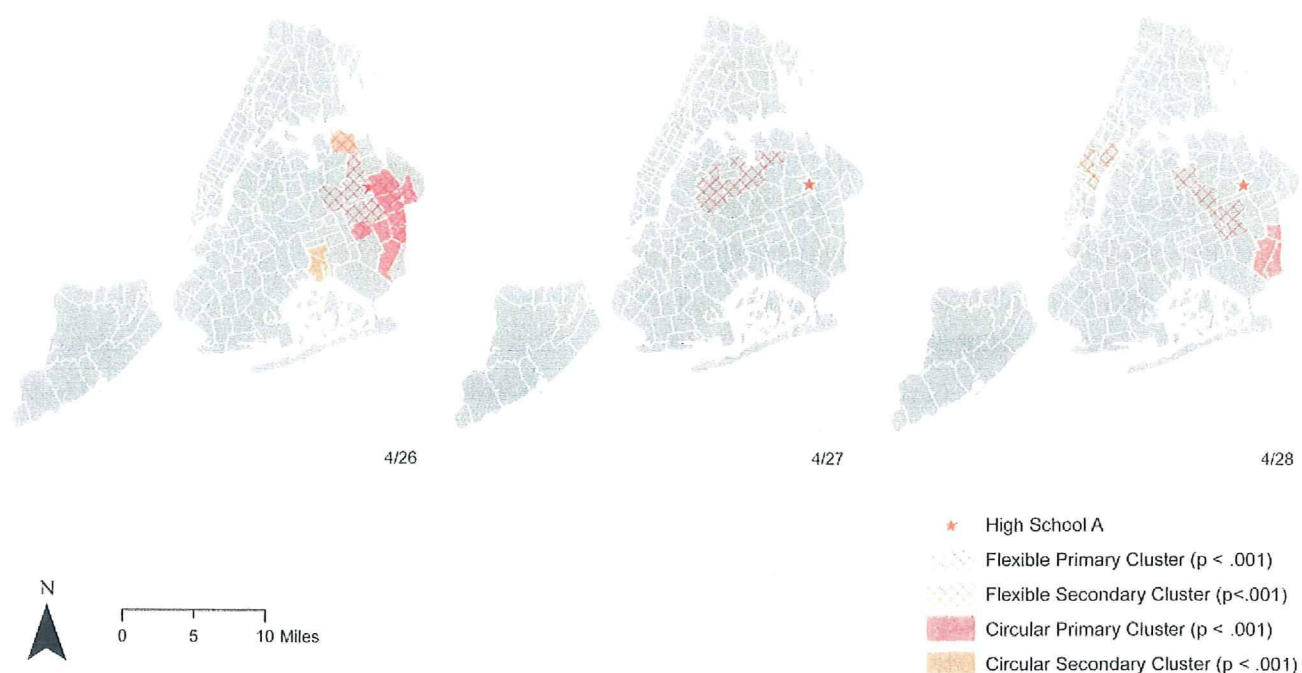 4/26
4/27
4/28
High School A
Flexible Primary Cluster (p < .001)
Flexible Secondary Cluster (p<.001)
Circular Primary Cluster (p < .001)
Circular Secondary Cluster (p < .001)
N
0 5 10 Miles